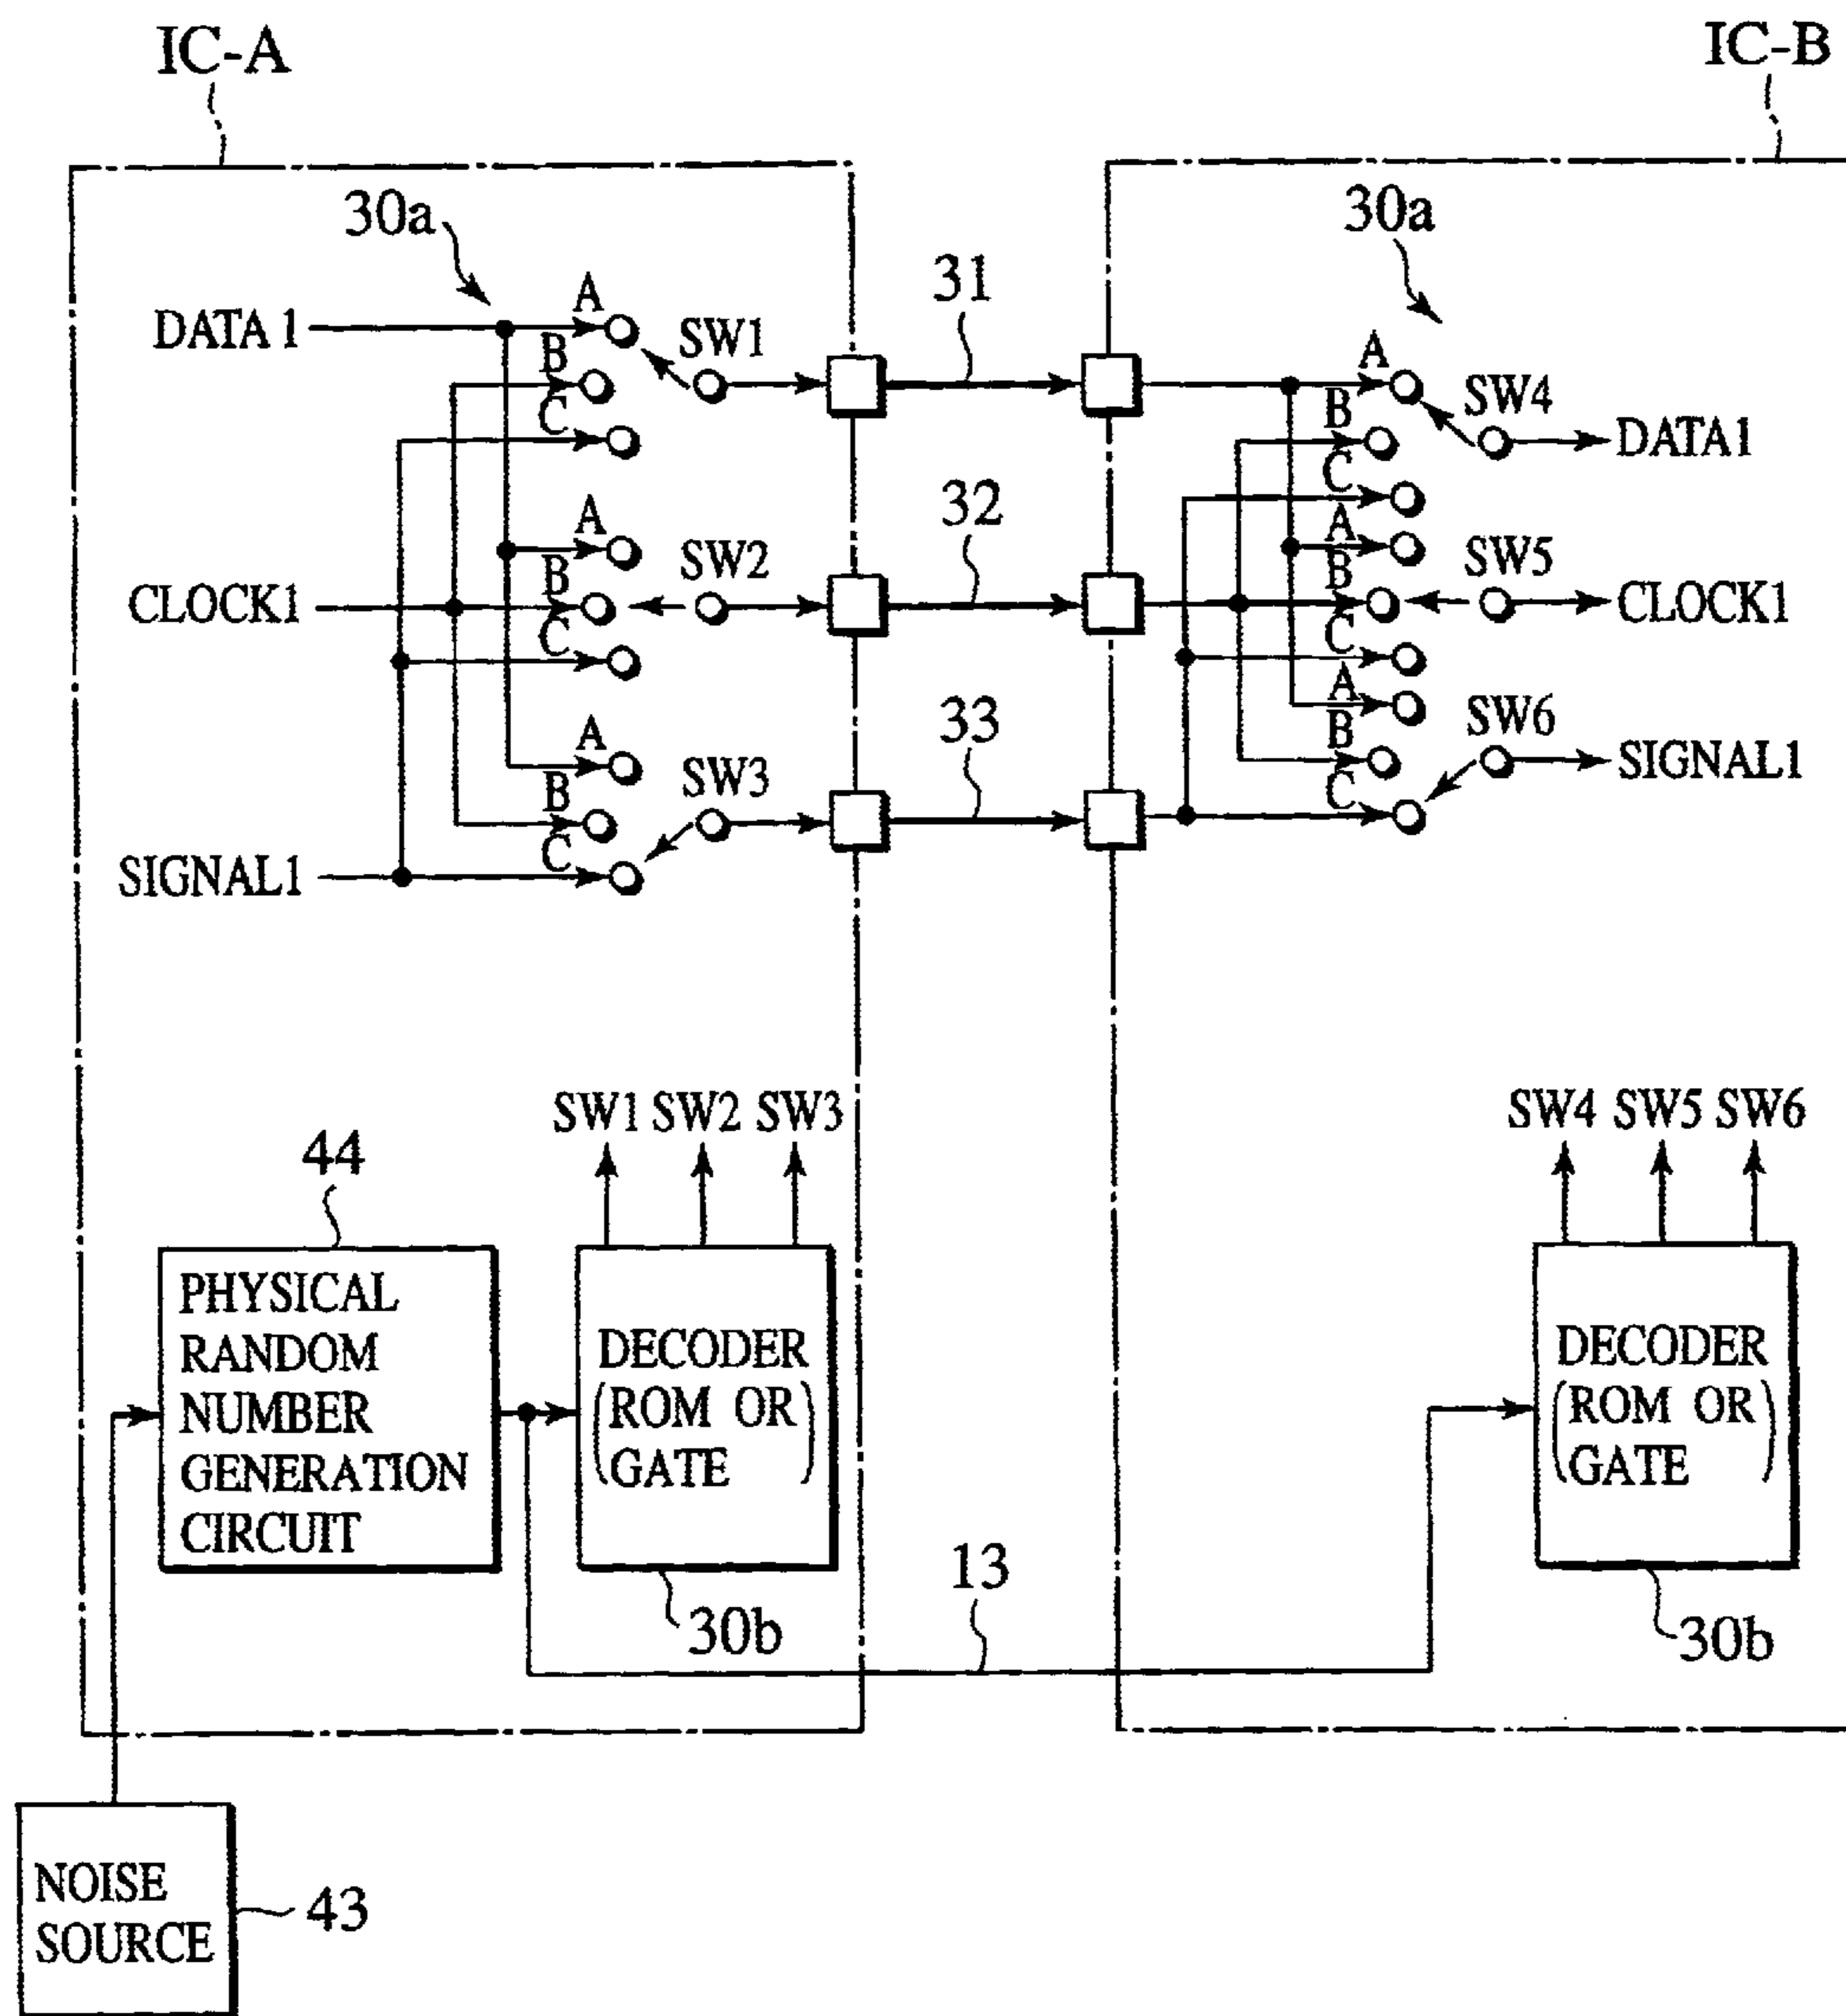 IC-A IC-B
30a 30a
31
A
DATA 1 SW1
B
C
A
SW4
B
DATA1
C
32
A
SW2
B
CLOCK1
C
A
SW5
B
CLOCK1
C
33
A
SW3
B
C
SIGNAL1
A
SW6
B
SIGNAL1
C
SW1 SW2 SW3
SW4 SW5 SW6
44
PHYSICAL
RANDOM
NUMBER
GENERATION
CIRCUIT
DECODER
(ROM OR
GATE)
30b
13
DECODER
(ROM OR
GATE)
30b
NOISE
SOURCE
43